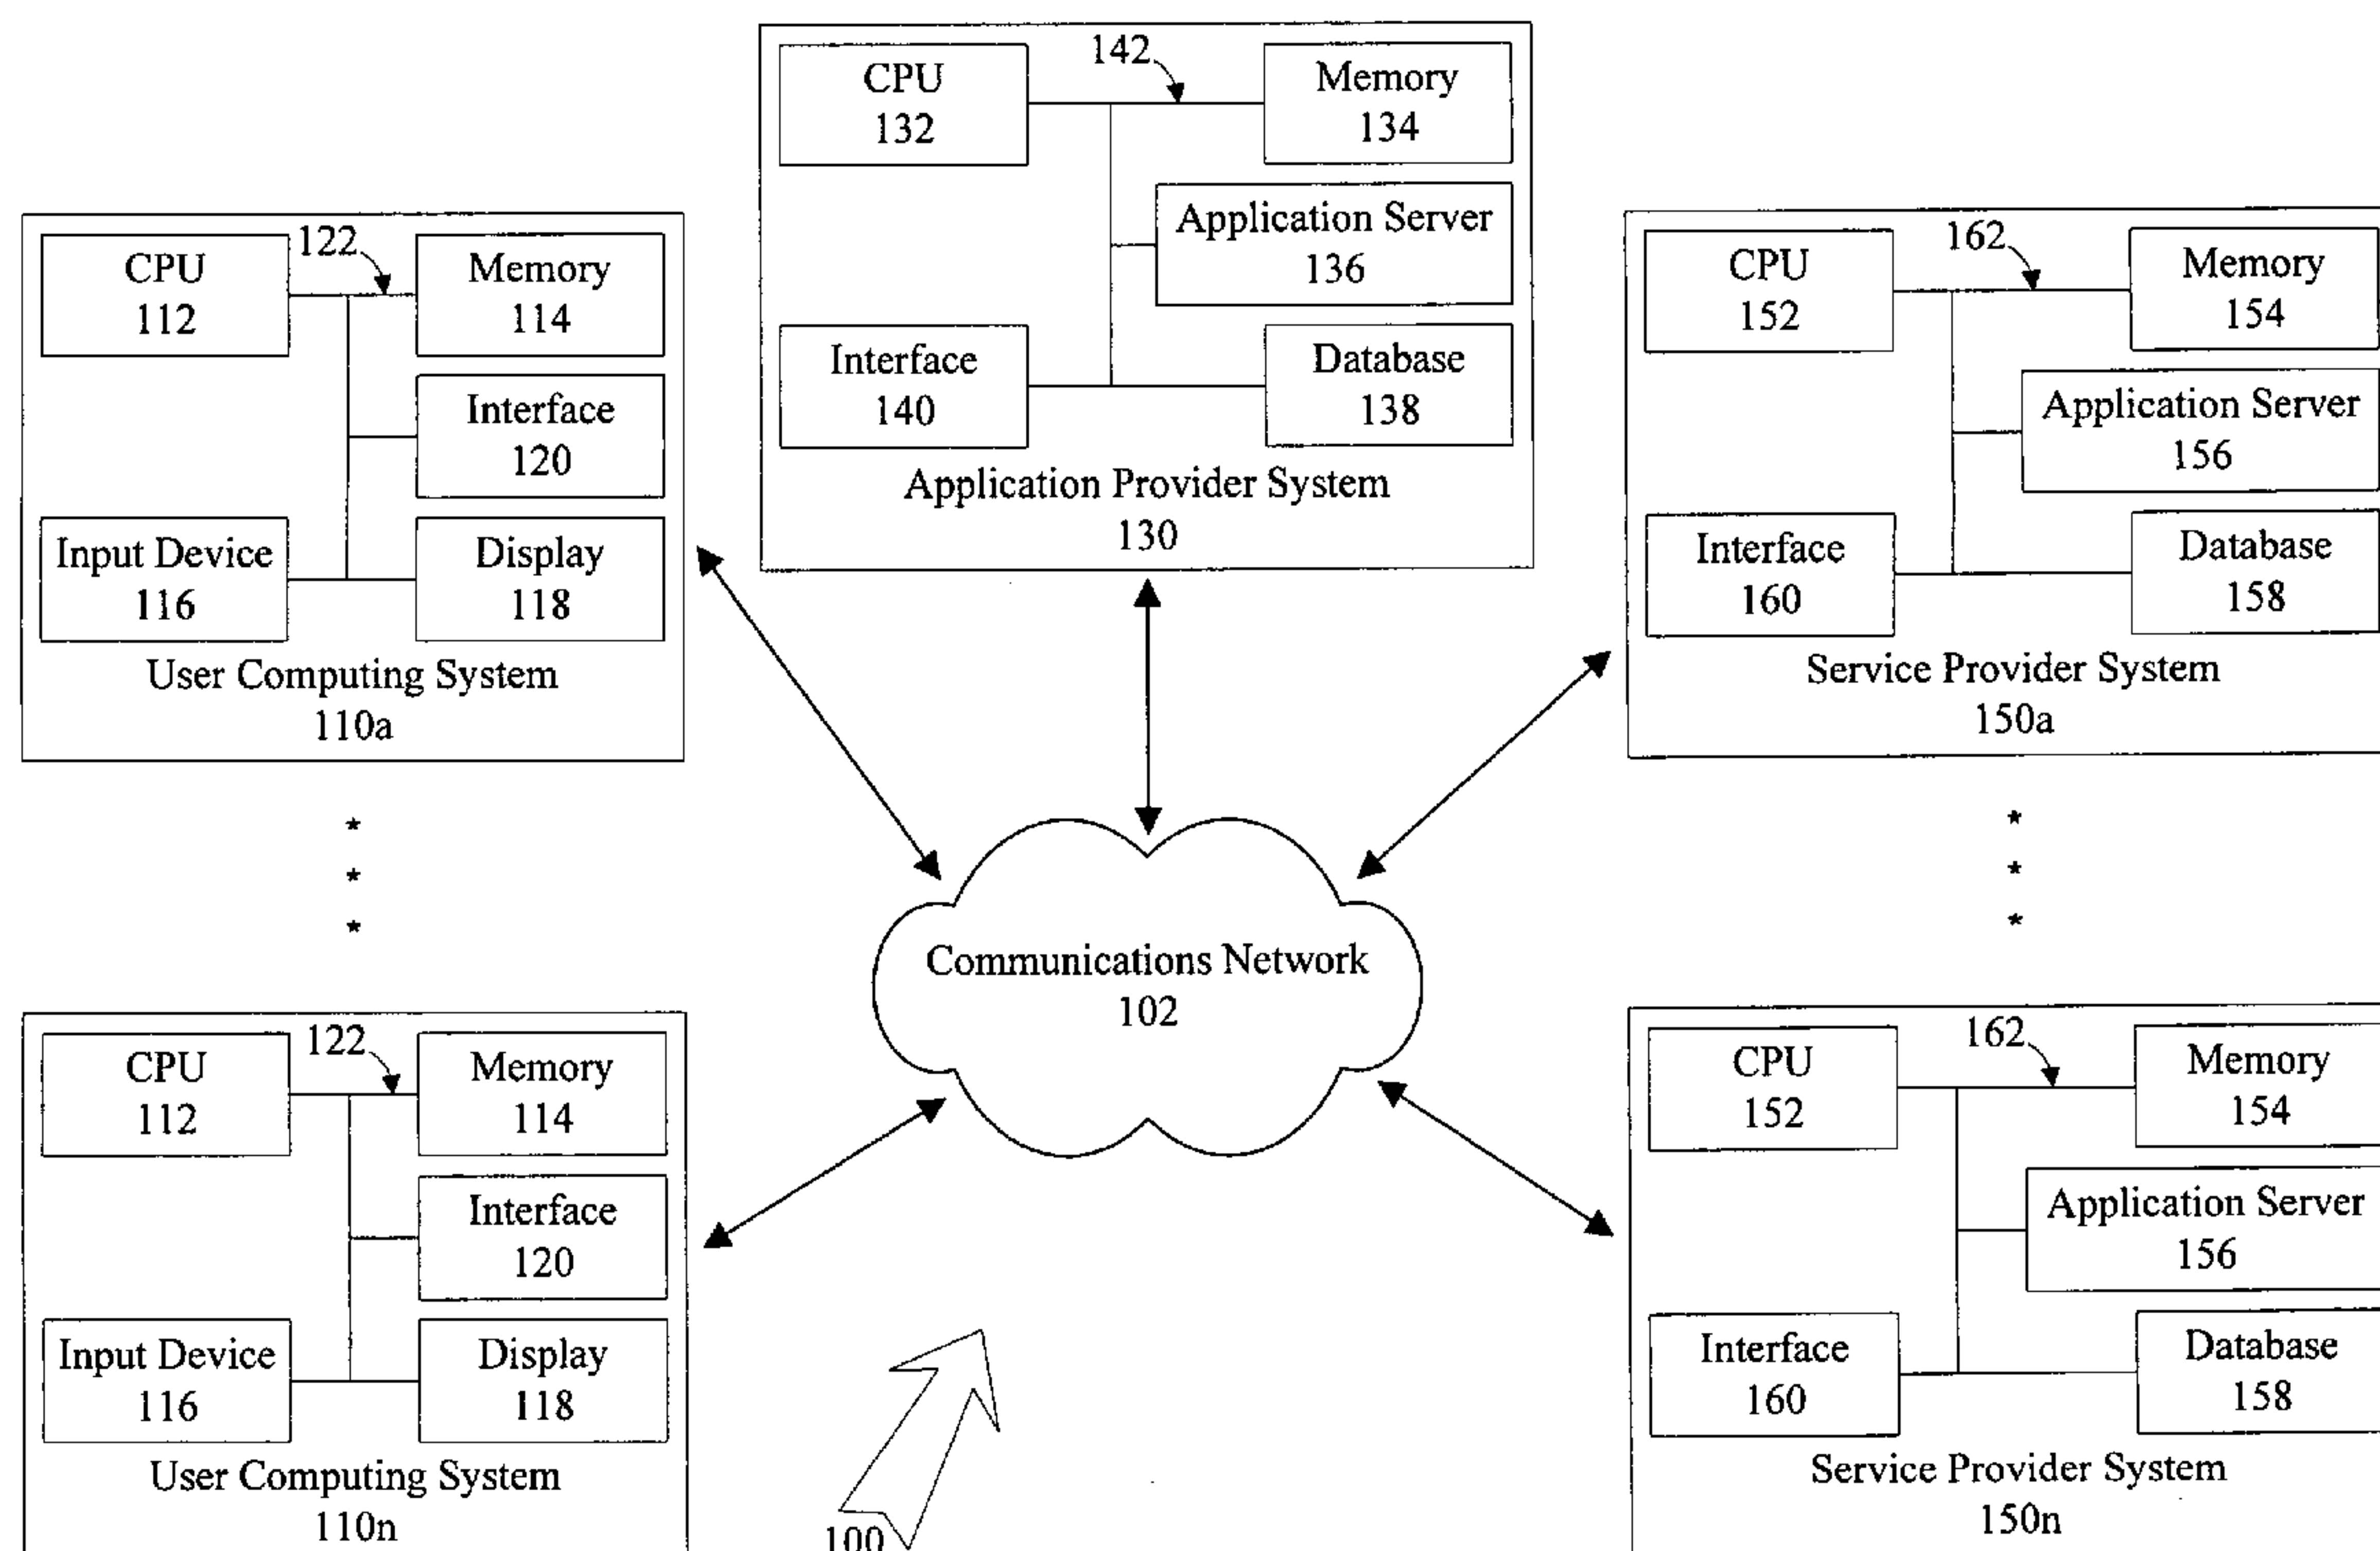 CPU
132
142
Memory
134
Application Server
136
Interface
140
Database
138
Application Provider System
130
CPU
112
122
Memory
114
Interface
120
Input Device
116
Display
118
User Computing System
110a
*
*
*
CPU
152
162
Memory
154
Application Server
156
Interface
160
Database
158
Service Provider System
150a
*
*
*
Communications Network
102
CPU
112
122
Memory
114
Interface
120
Input Device
116
Display
118
User Computing System
110n
100
CPU
152
162
Memory
154
Application Server
156
Interface
160
Database
158
Service Provider System
150n